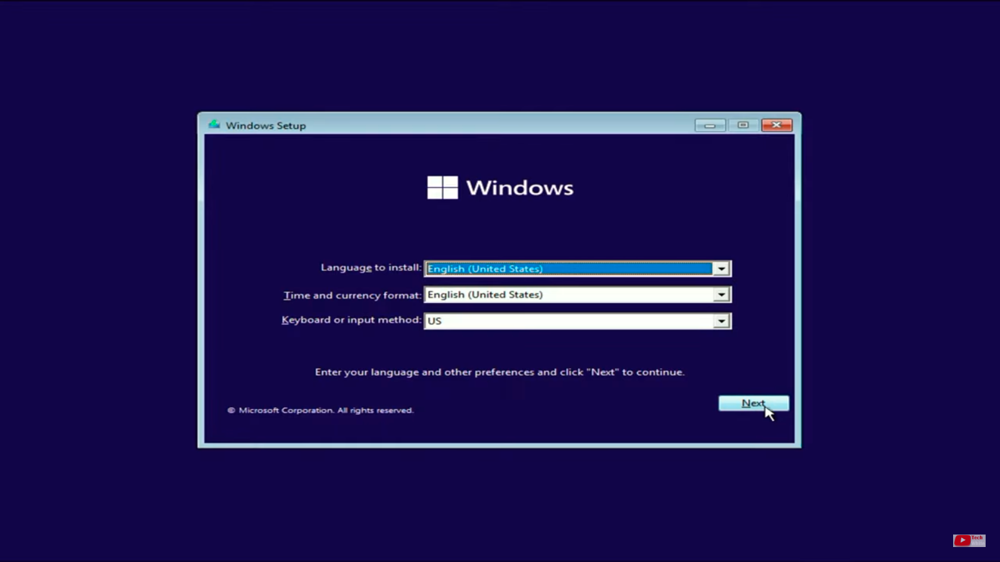 Windows Setup
Windows
Language to install: English (United States)
Time and currency format: English (United States)
Keyboard or input method: US
Enter your language and other preferences and click "Next" to continue.
Next
© Microsoft Corporation. All rights reserved.
Tech